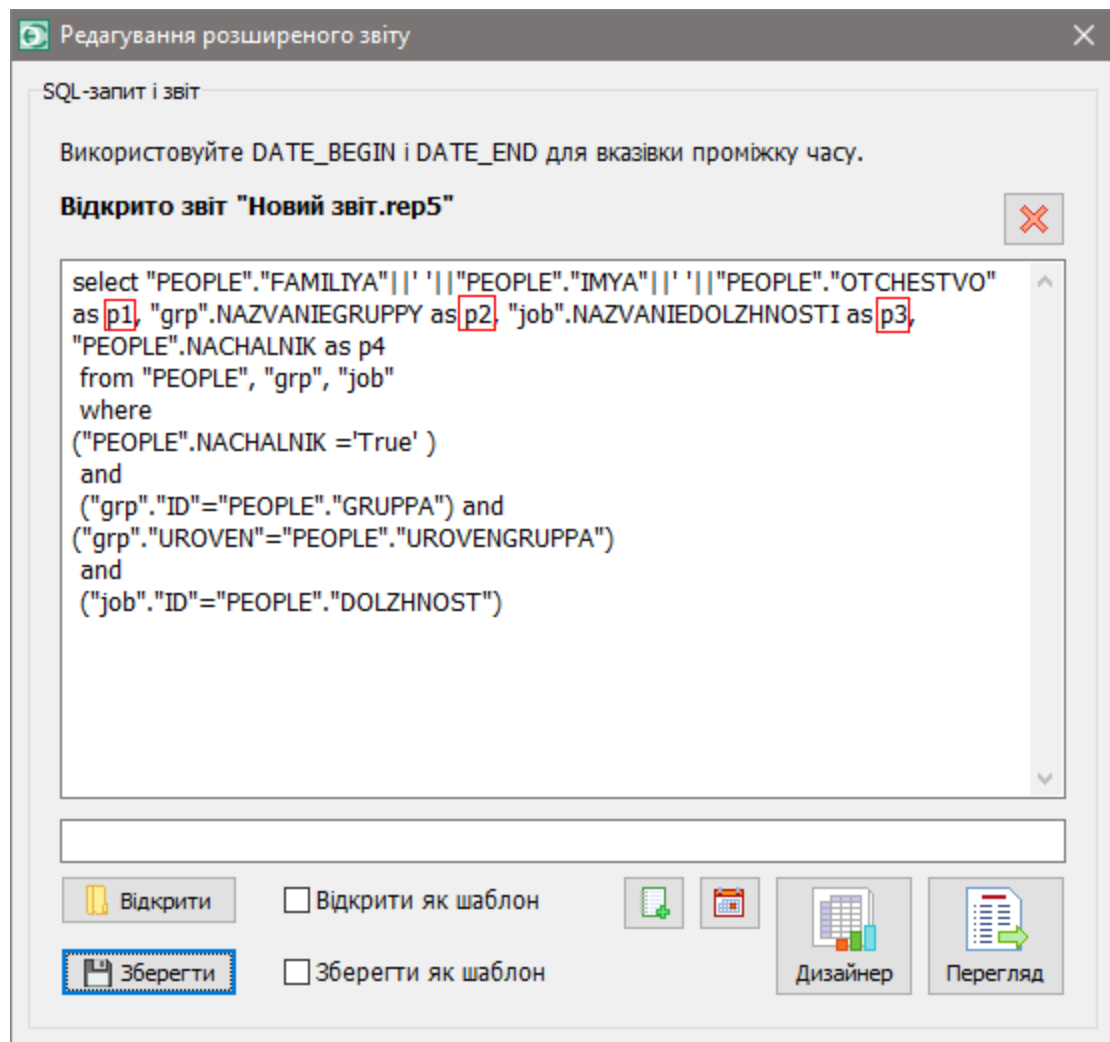 Редагування розширеного звіту
SQL-запит і звіт
Використовуйте DATE_BEGIN і DATE_END для вказівки проміжку часу.
Відкрито звіт "Новий звіт.rep5"
select "PEOPLE"."FAMILIYA"||' '||"PEOPLE"."IMYA"||' '||"PEOPLE"."OTCHESTVO"
as p1, "grp".NAZVANIEGRUPPY as p2, "job".NAZVANIEDOLZHNOSTI as p3,
"PEOPLE".NACHALNIK as p4
from "PEOPLE", "grp", "job"
where
("PEOPLE".NACHALNIK ='True' )
and
("grp"."ID"="PEOPLE"."GRUPPA") and
("grp"."UROVEN"="PEOPLE"."UROVENGRUPPA")
and
("job"."ID"="PEOPLE"."DOLZHNOST")
Відкрити
Відкрити як шаблон
Зберегти
Зберегти як шаблон
Дизайнер
Перегляд